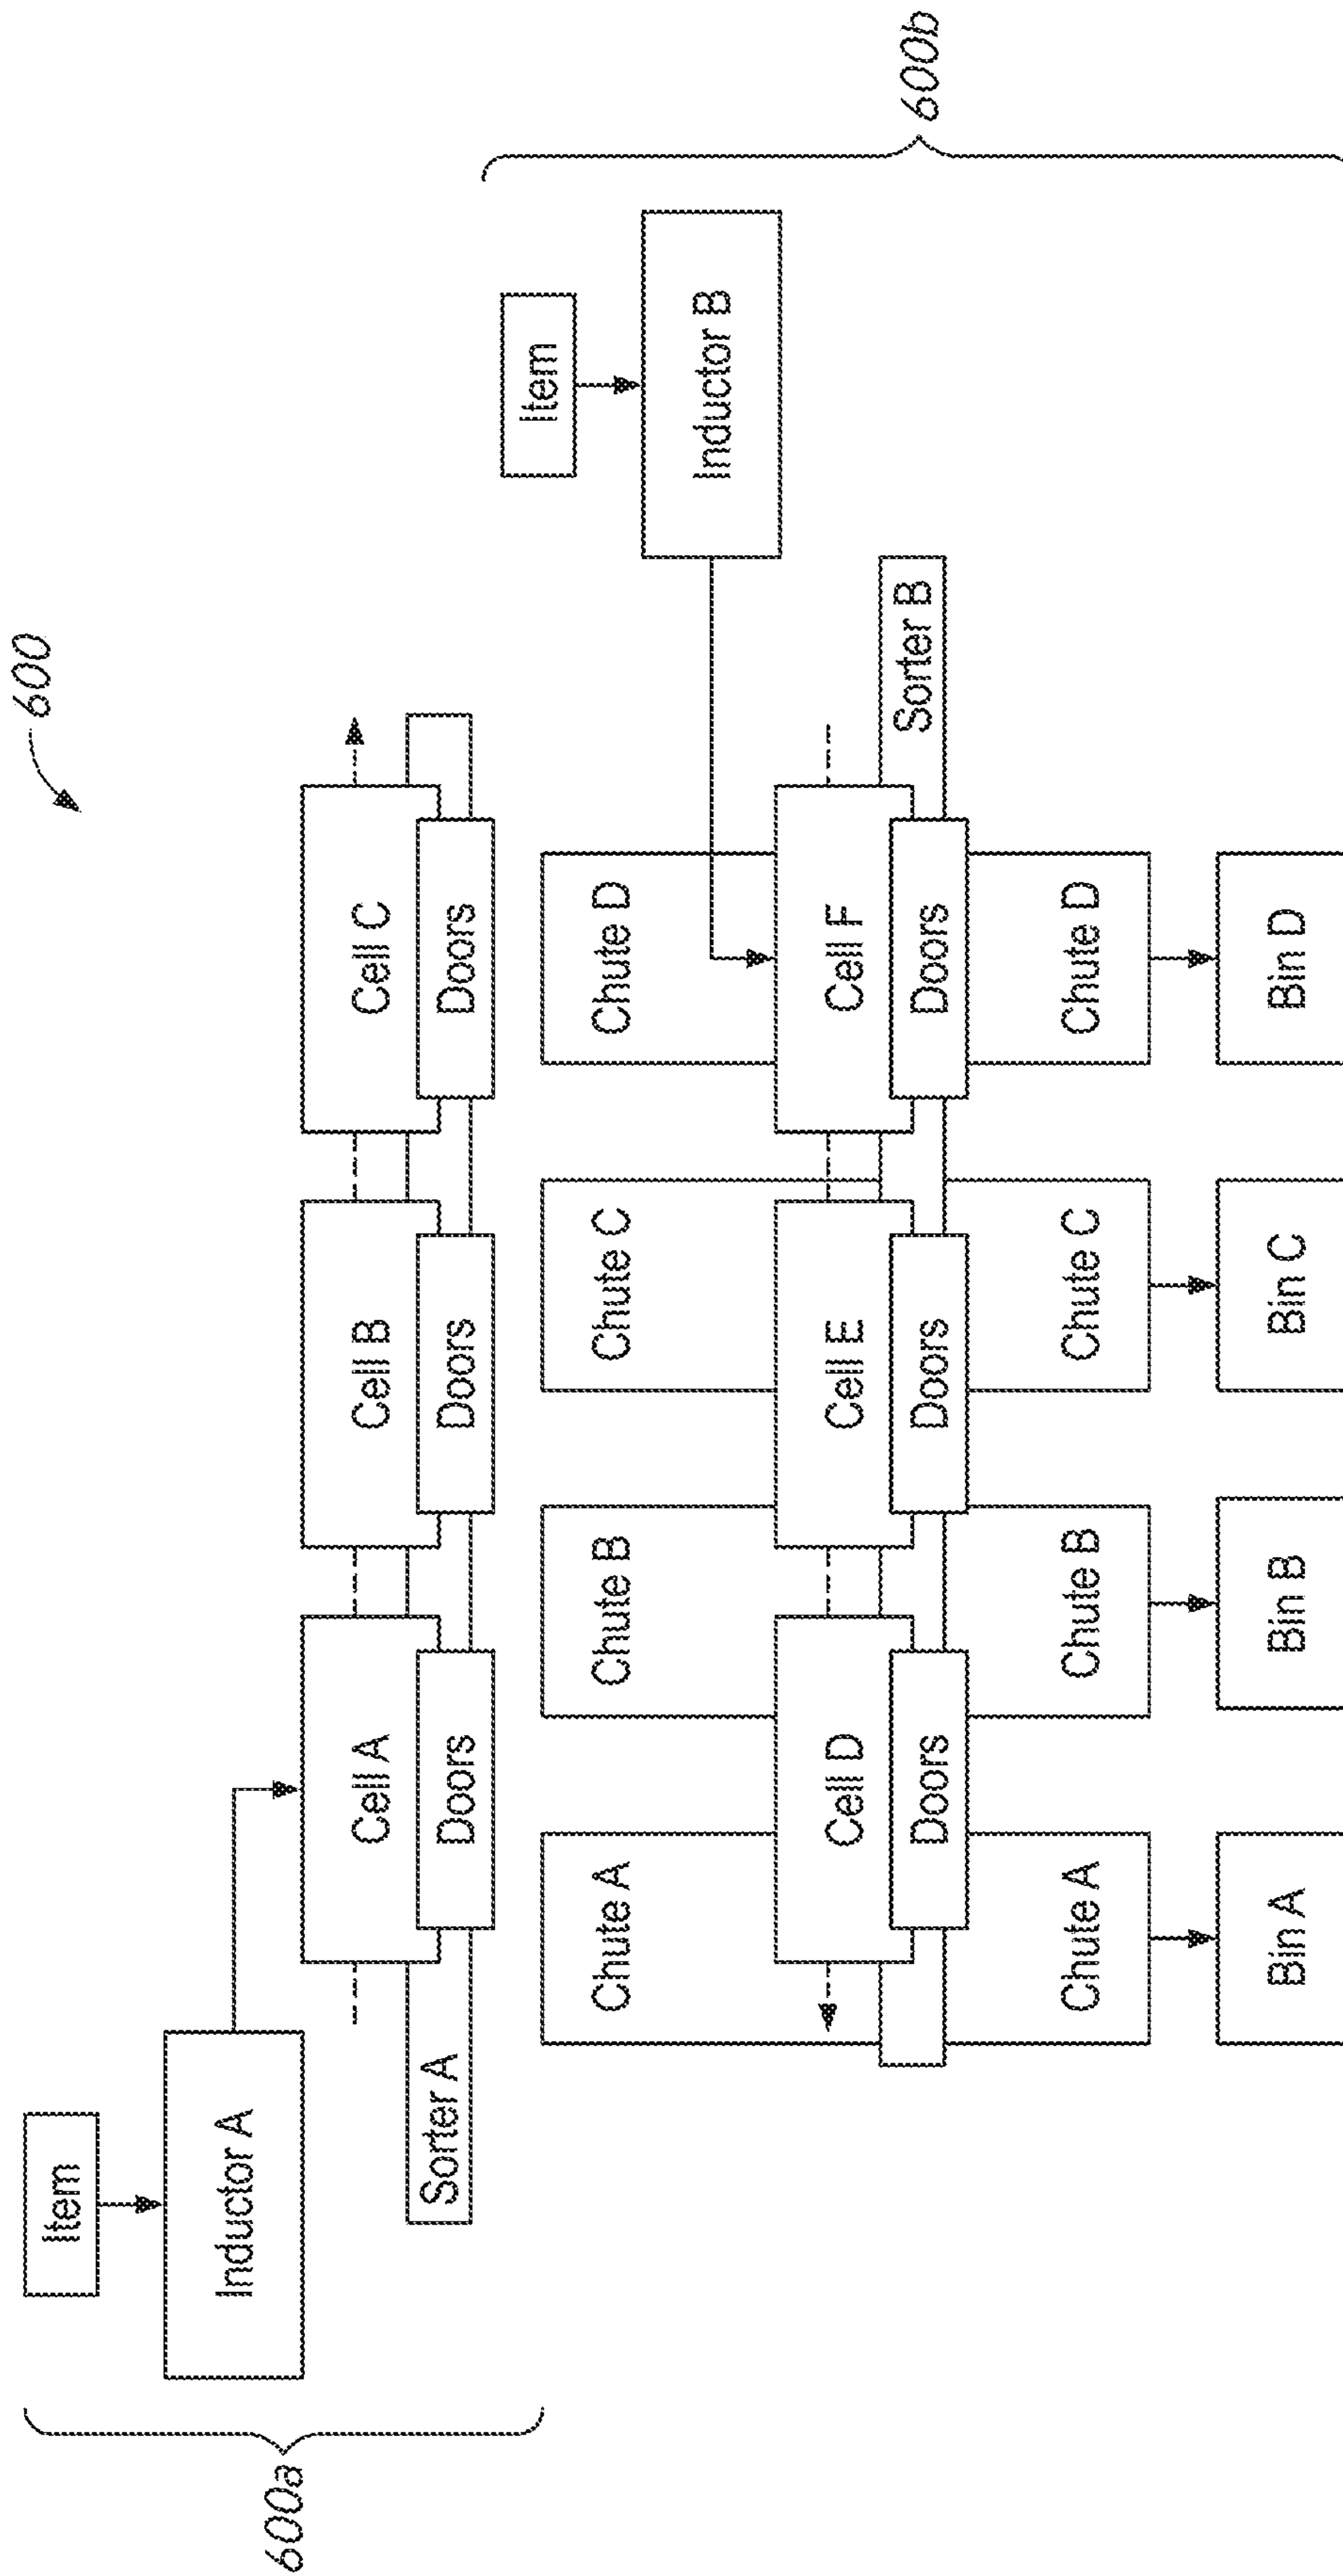 600
600a
Item
Inductor A
Cell A
Cell B
Cell C
Doors
Doors
Doors
Sorter A
600b
Item
Inductor B
Chute A
Chute B
Chute C
Chute D
Cell D
Cell E
Cell F
Doors
Doors
Doors
Sorter B
Chute A
Chute B
Chute C
Chute D
Bin A
Bin B
Bin C
Bin D